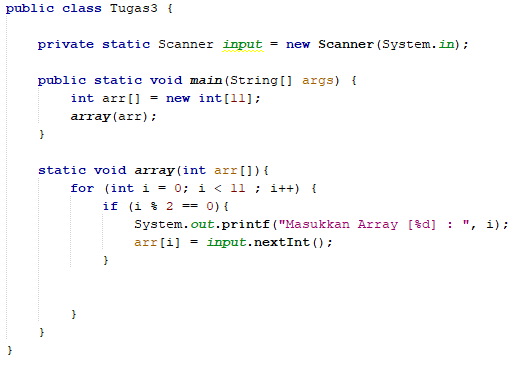 public class Tugas3 {
private static Scanner input = new Scanner(System.in);
public static void main(String[] args) {
int arr[] = new int[11];
array(arr);
}
static void array(int arr[]){
for (int i = 0; i < 11 ; i++) {
if (i % 2 == 0){
System.out.printf("Masukkan Array [%d] : ", i);
arr[i] = input.nextInt();
}
}
}
}